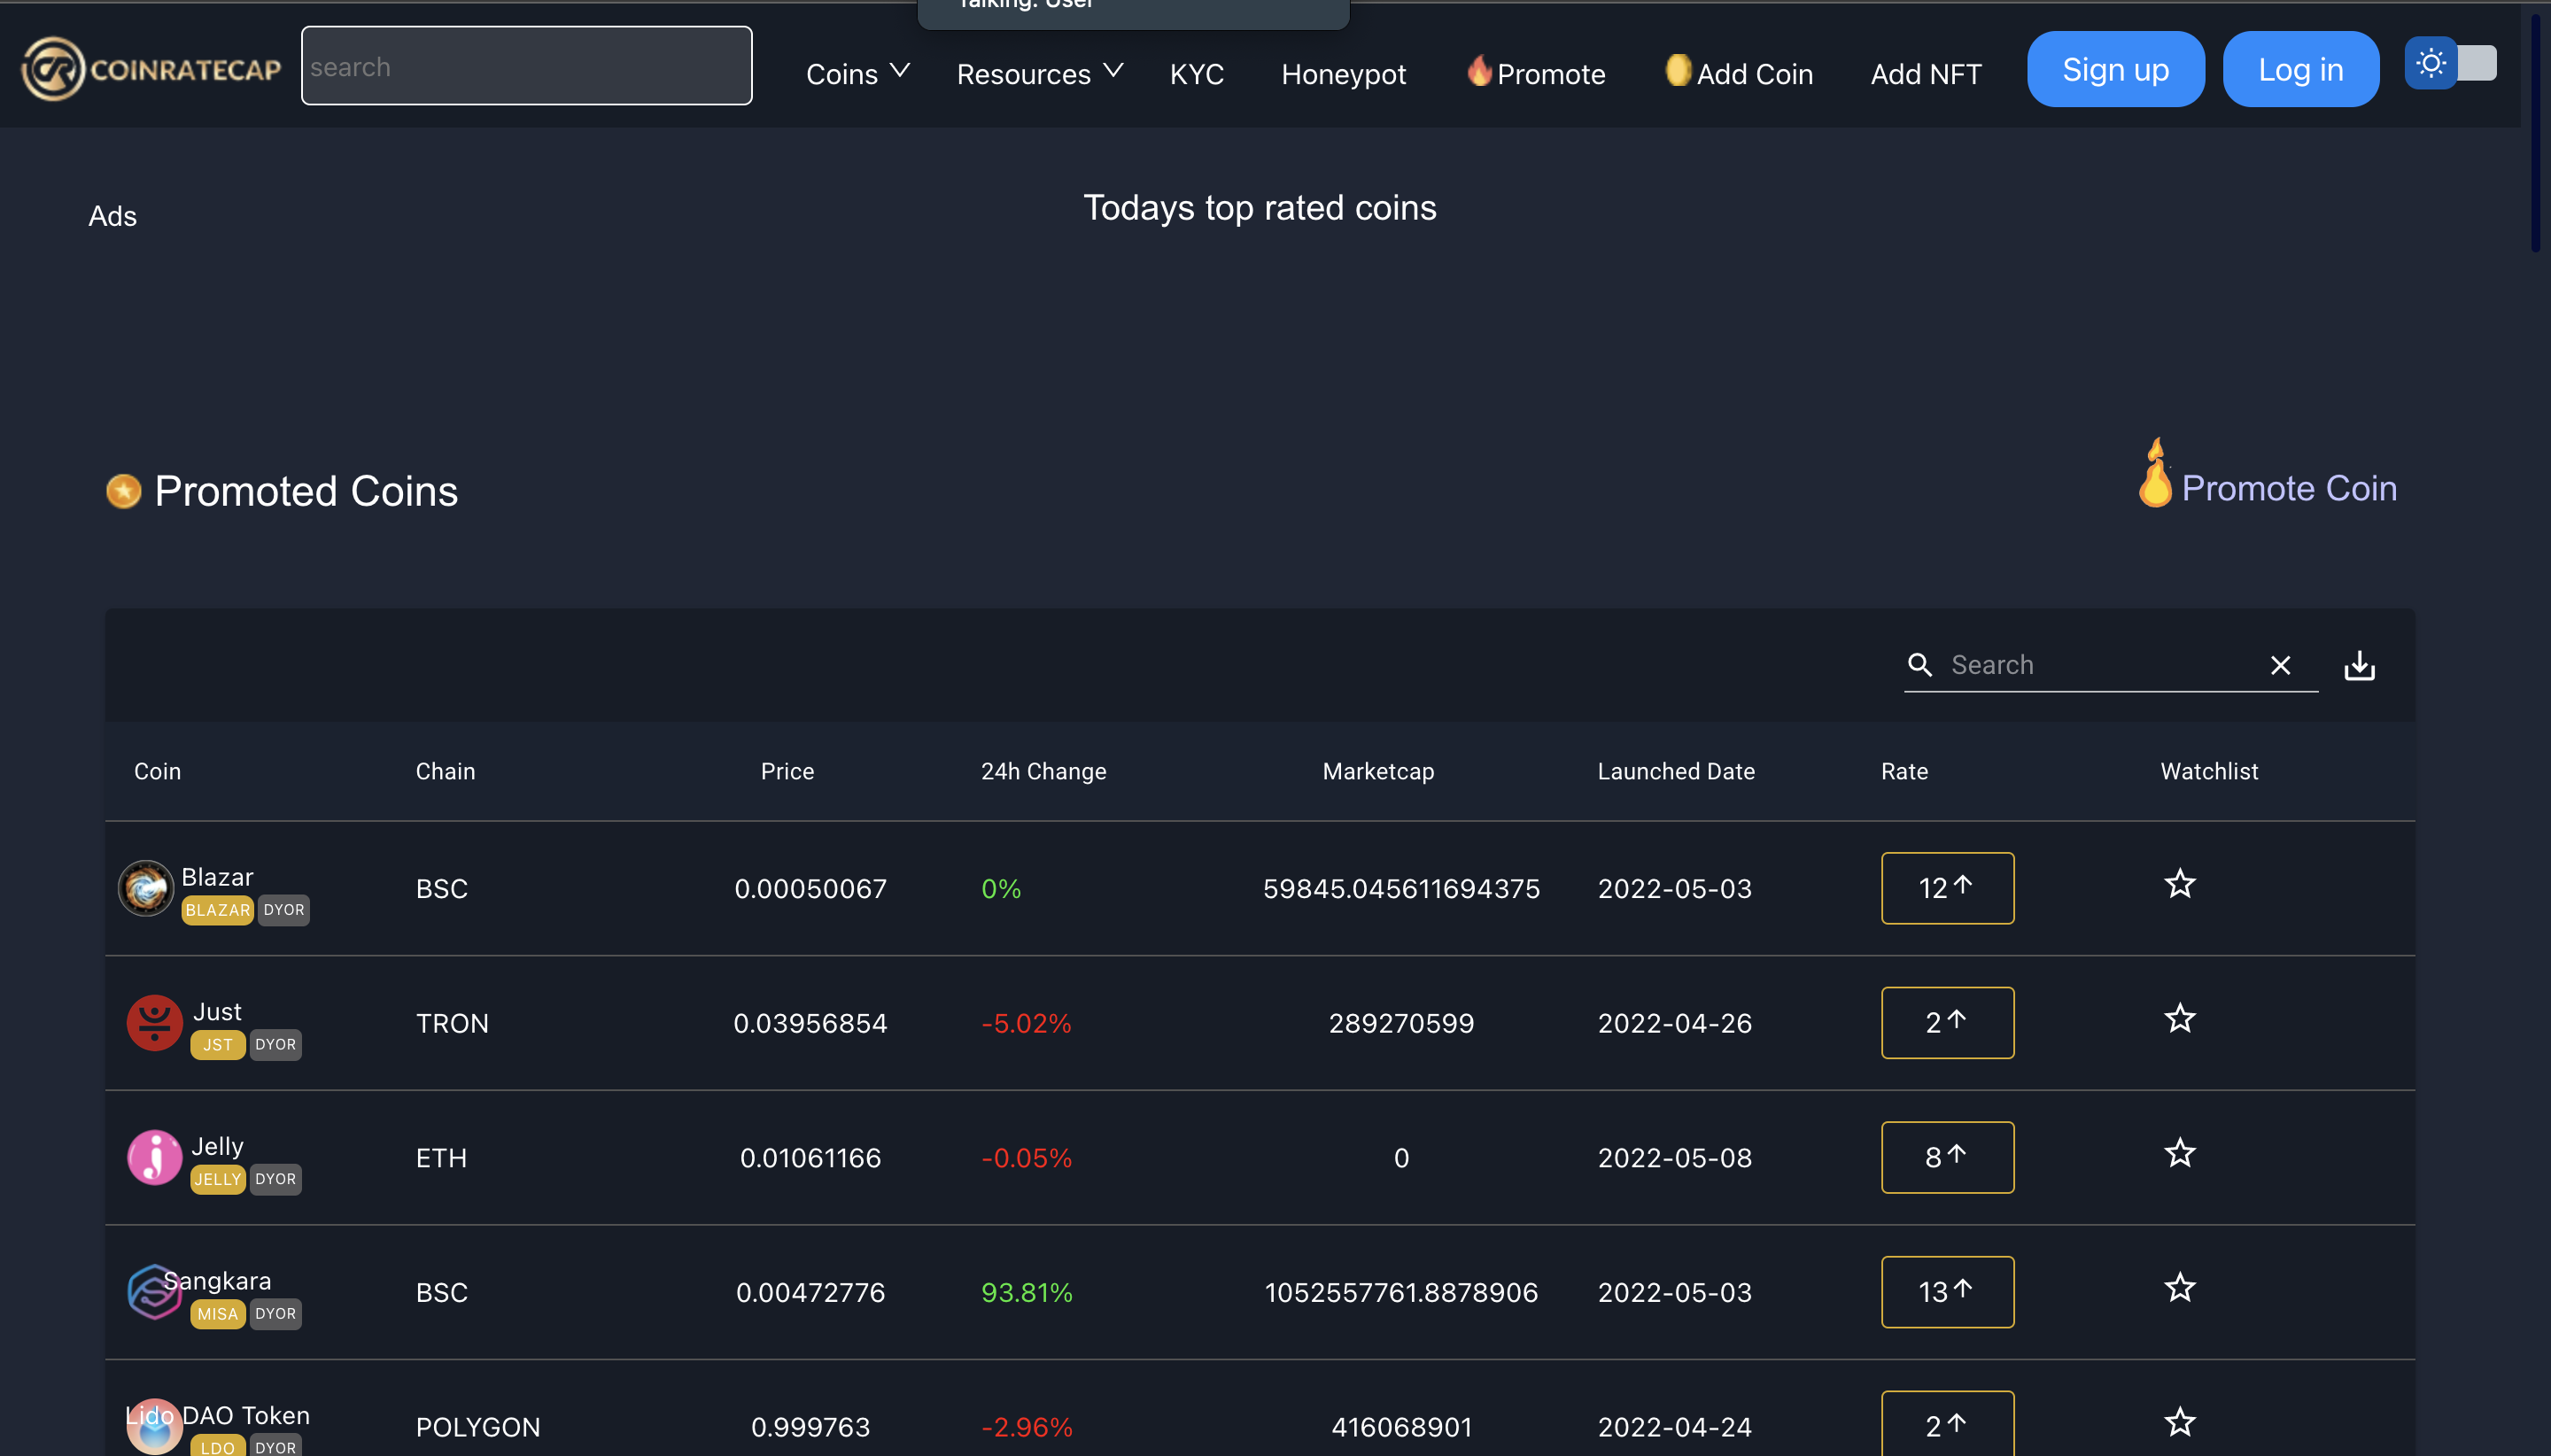 Talking: User
COINRATECAP
search
Coins
Resources
KYC
Honeypot
Promote
Add Coin
Add NFT
Sign up
Log in
Ads
Todays top rated coins
Promoted Coins
Promote Coin
Search
Coin Chain Price 24h Change Marketcap Launched Date Rate Watchlist
Blazar
BLAZAR DYOR
BSC 0.00050067 0% 59845.045611694375 2022-05-03 12
Just
JST DYOR
TRON 0.03956854 -5.02% 289270599 2022-04-26 2
Jelly
JELLY DYOR
ETH 0.01061166 -0.05% 0 2022-05-08 8
Sangkara
MISA DYOR
BSC 0.00472776 93.81% 1052557761.8878906 2022-05-03 13
Lido DAO Token
LDO DYOR
POLYGON 0.999763 -2.96% 416068901 2022-04-24 2